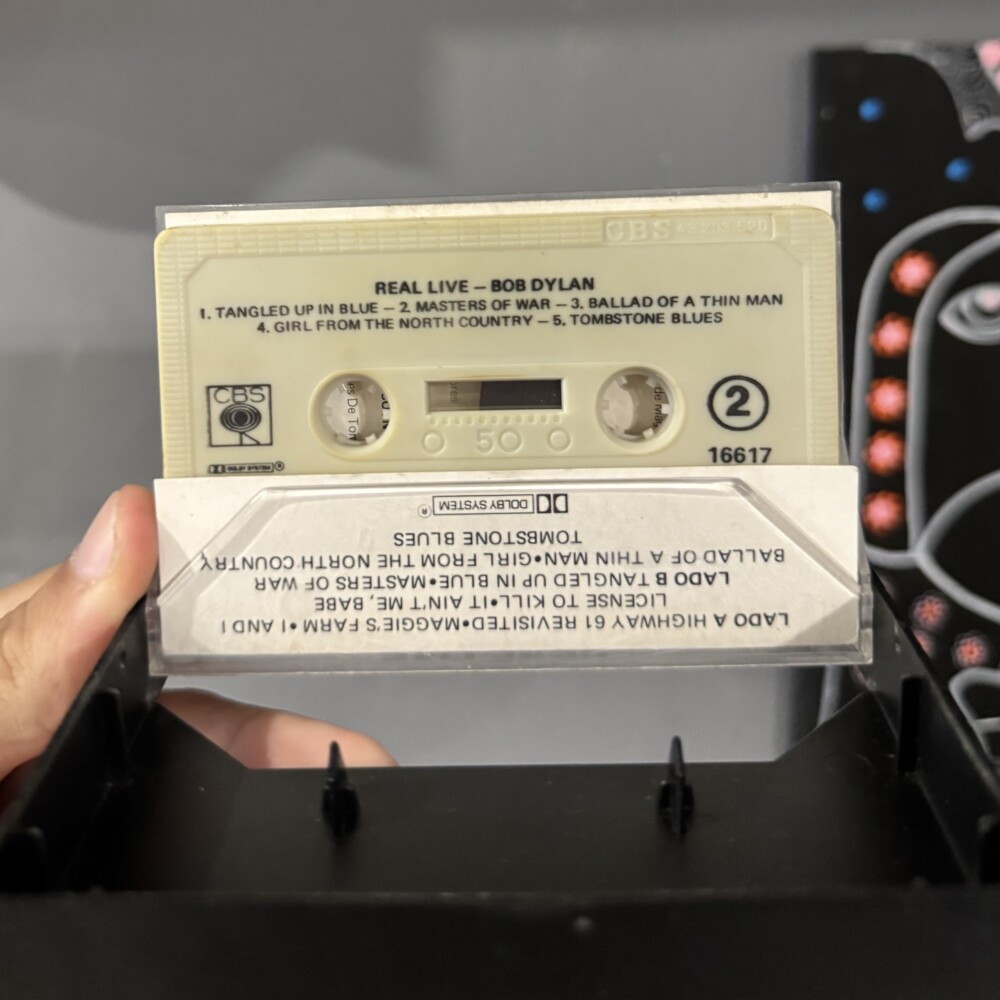 CBS
REAL LIVE – BOB DYLAN
1. TANGLED UP IN BLUE – 2. MASTERS OF WAR – 3. BALLAD OF A THIN MAN
4. GIRL FROM THE NORTH COUNTRY – 5. TOMBSTONE BLUES
CBS
50
2
DOLBY SYSTEM ®
16617
LADO A HIGHWAY 61 REVISITED•MAGGIE'S FARM•I AND I
LICENSE TO KILL•IT AIN'T ME, BABE
LADO B TANGLED UP IN BLUE•MASTERS OF WAR
BALLAD OF A THIN MAN•GIRL FROM THE NORTH COUNTRY
TOMBSTONE BLUES
DOLBY SYSTEM ®